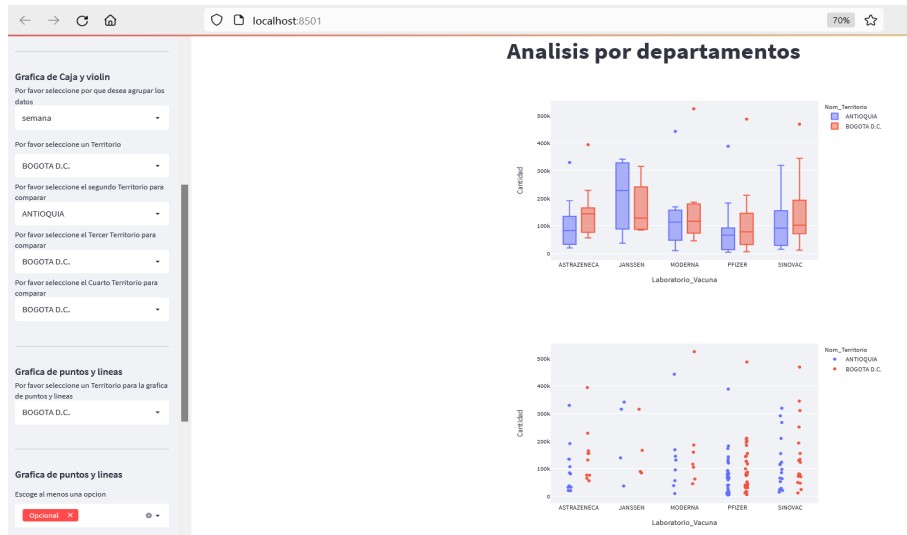 localhost:8501
70%
Grafica de Caja y violin
Por favor seleccione por que desea agrupar los
datos
semana
Por favor seleccione un Territorio
BOGOTA D.C.
Por favor seleccione el segundo Territorio para
comparar
ANTIOQUIA
Por favor seleccione el Tercer Territorio para
comparar
BOGOTA D.C.
Por favor seleccione el Cuarto Territorio para
comparar
BOGOTA D.C.
Grafica de puntos y lineas
Por favor seleccione un Territorio para la grafica
de puntos y lineas
BOGOTA D.C.
Grafica de puntos y lineas
Escoge al menos una opcion
Opcional
Analisis por departamentos
Nom_Territorio
ANTIOQUIA
BOGOTA D.C.
500k
400k
300k
200k
100k
0
Cantidad
ASTRAZENECA JANSSEN MODERNA PFIZER SINOVAC
Laboratorio_Vacuna
Nom_Territorio
ANTIOQUIA
BOGOTA D.C.
500k
400k
300k
200k
100k
0
Cantidad
ASTRAZENECA JANSSEN MODERNA PFIZER SINOVAC
Laboratorio_Vacuna